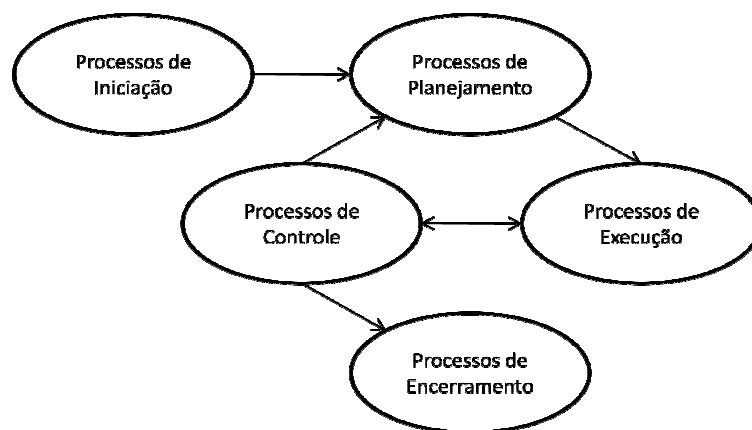 Processos de
Iniciação
Processos de
Planejamento
Processos de
Controle
Processos de
Execução
Processos de
Encerramento